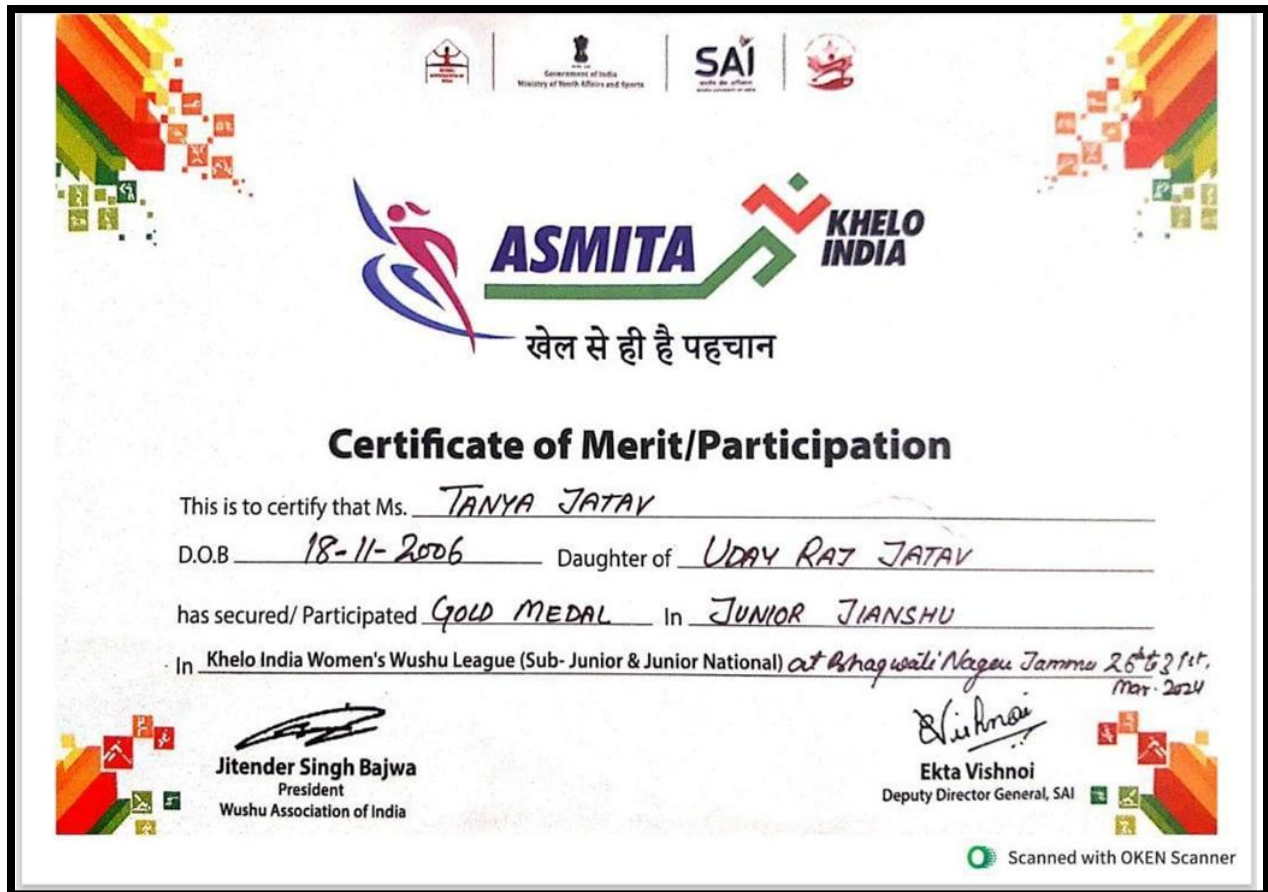 Government of India
Ministry of Youth Affairs and Sports
SAI
ASMITA
KHELO
INDIA
खेल से ही है पहचान
Certificate of Merit/Participation
This is to certify that Ms. TANYA JATAV
D.O.B 18-11-2006 Daughter of UDAY RAJ JATAV
has secured/ Participated GOLD MEDAL In JUNIOR JIANSHU
In Khelo India Women's Wushu League (Sub- Junior & Junior National) at Bhagwati Nagar Jammu 26th to 31st,
Mar. 2024
Vishnoi
Jitender Singh Bajwa
President
Wushu Association of India
Ekta Vishnoi
Deputy Director General, SAI
Scanned with OKEN Scanner